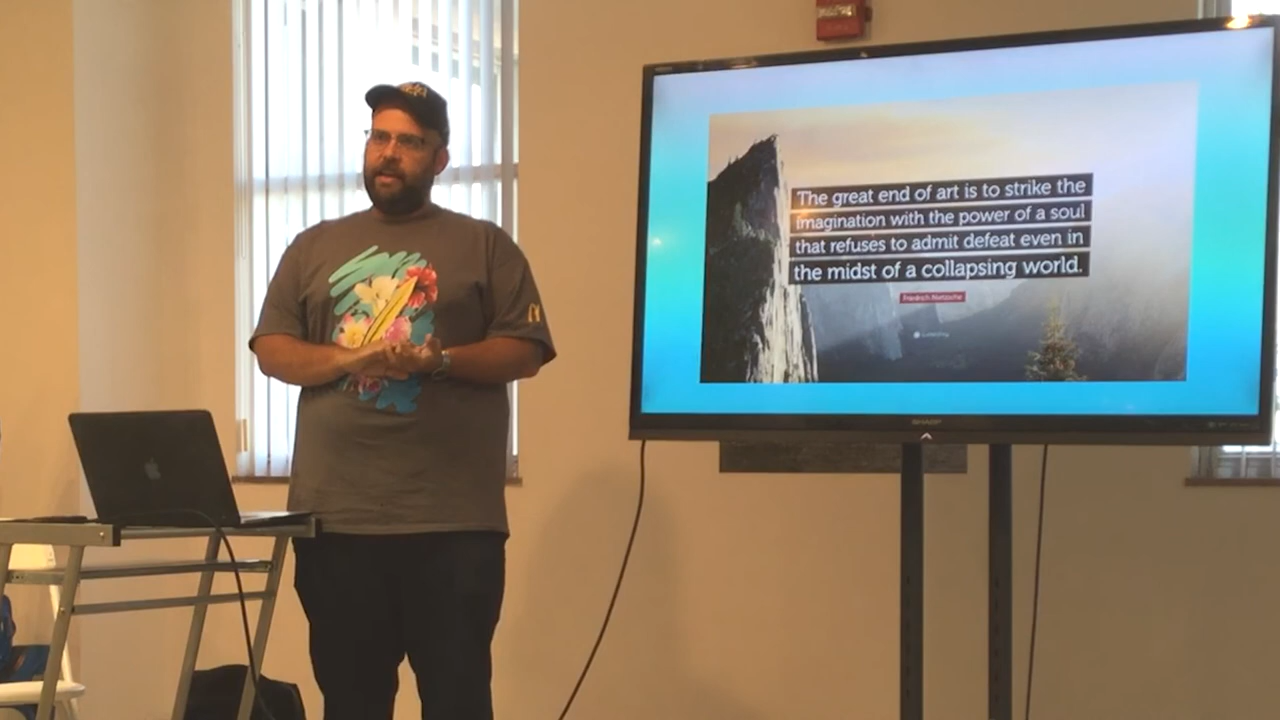 The great end of art is to strike the
imagination with the power of a soul
that refuses to admit defeat even in
the midst of a collapsing world.
Friedrich Nietzsche
SHARP